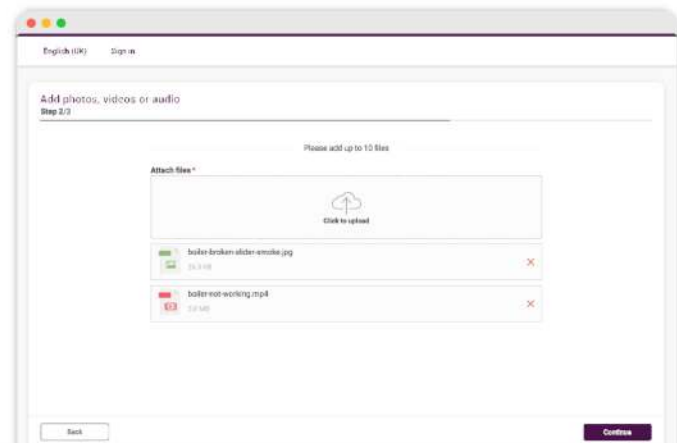 English (UK) Sign in
Add photos, videos or audio
Step 2/3
Please add up to 10 files
Attach files *
Click to upload
boiler-broken-slider-smoke.jpg
boiler-not-working.mp4
Back Continue